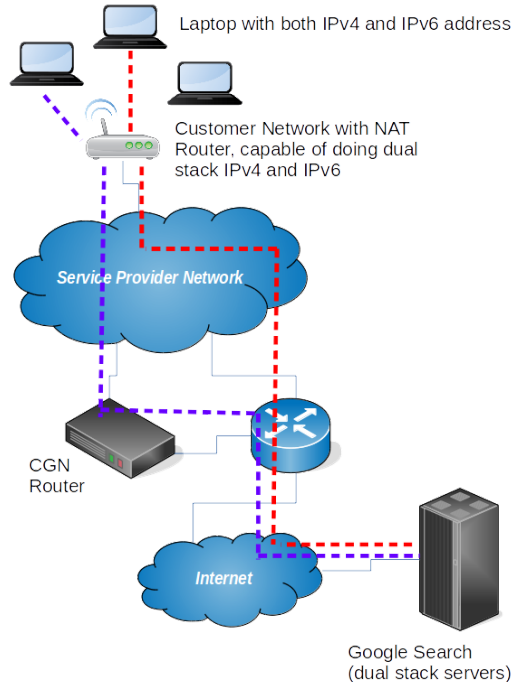 Laptop with both IPv4 and IPv6 address
Customer Network with NAT
Router, capable of doing dual
stack IPv4 and IPv6
Service Provider Network
CGN
Router
Internet
Google Search
(dual stack servers)